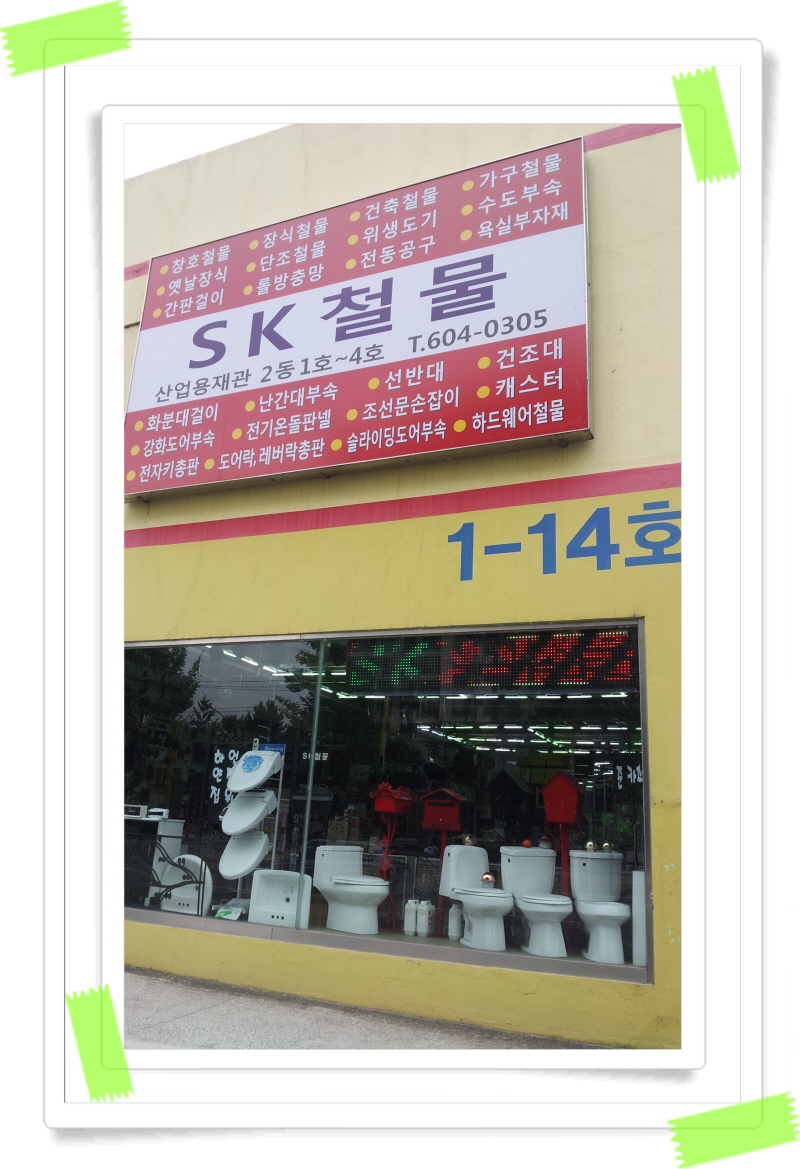 ● 창호철물 ● 장식철물 ● 건축철물 ● 가구철물
● 옛날장식 ● 단조철물 ● 위생도기 ● 수도부속
● 간판걸이 ● 롤방충망 ● 전동공구 ● 욕실부자재
SK철물
산업용재관 2동1호~4호 T.604-0305
● 화분대걸이 ● 난간대부속 ● 선반대 ● 건조대
● 강화도어부속 ● 전기온돌판넬 ● 조선문손잡이 ● 캐스터
● 전자키총판 ● 도어락,레버락총판 ● 슬라이딩도어부속 ● 하드웨어철물
1-14호
SK
SK철물